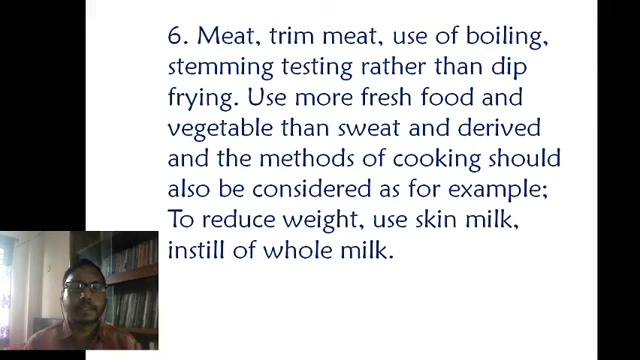 6. Meat, trim meat, use of boiling,
stemming testing rather than dip
frying. Use more fresh food and
vegetable than sweat and derived
and the methods of cooking should
also be considered as for example;
To reduce weight, use skin milk,
instill of whole milk.